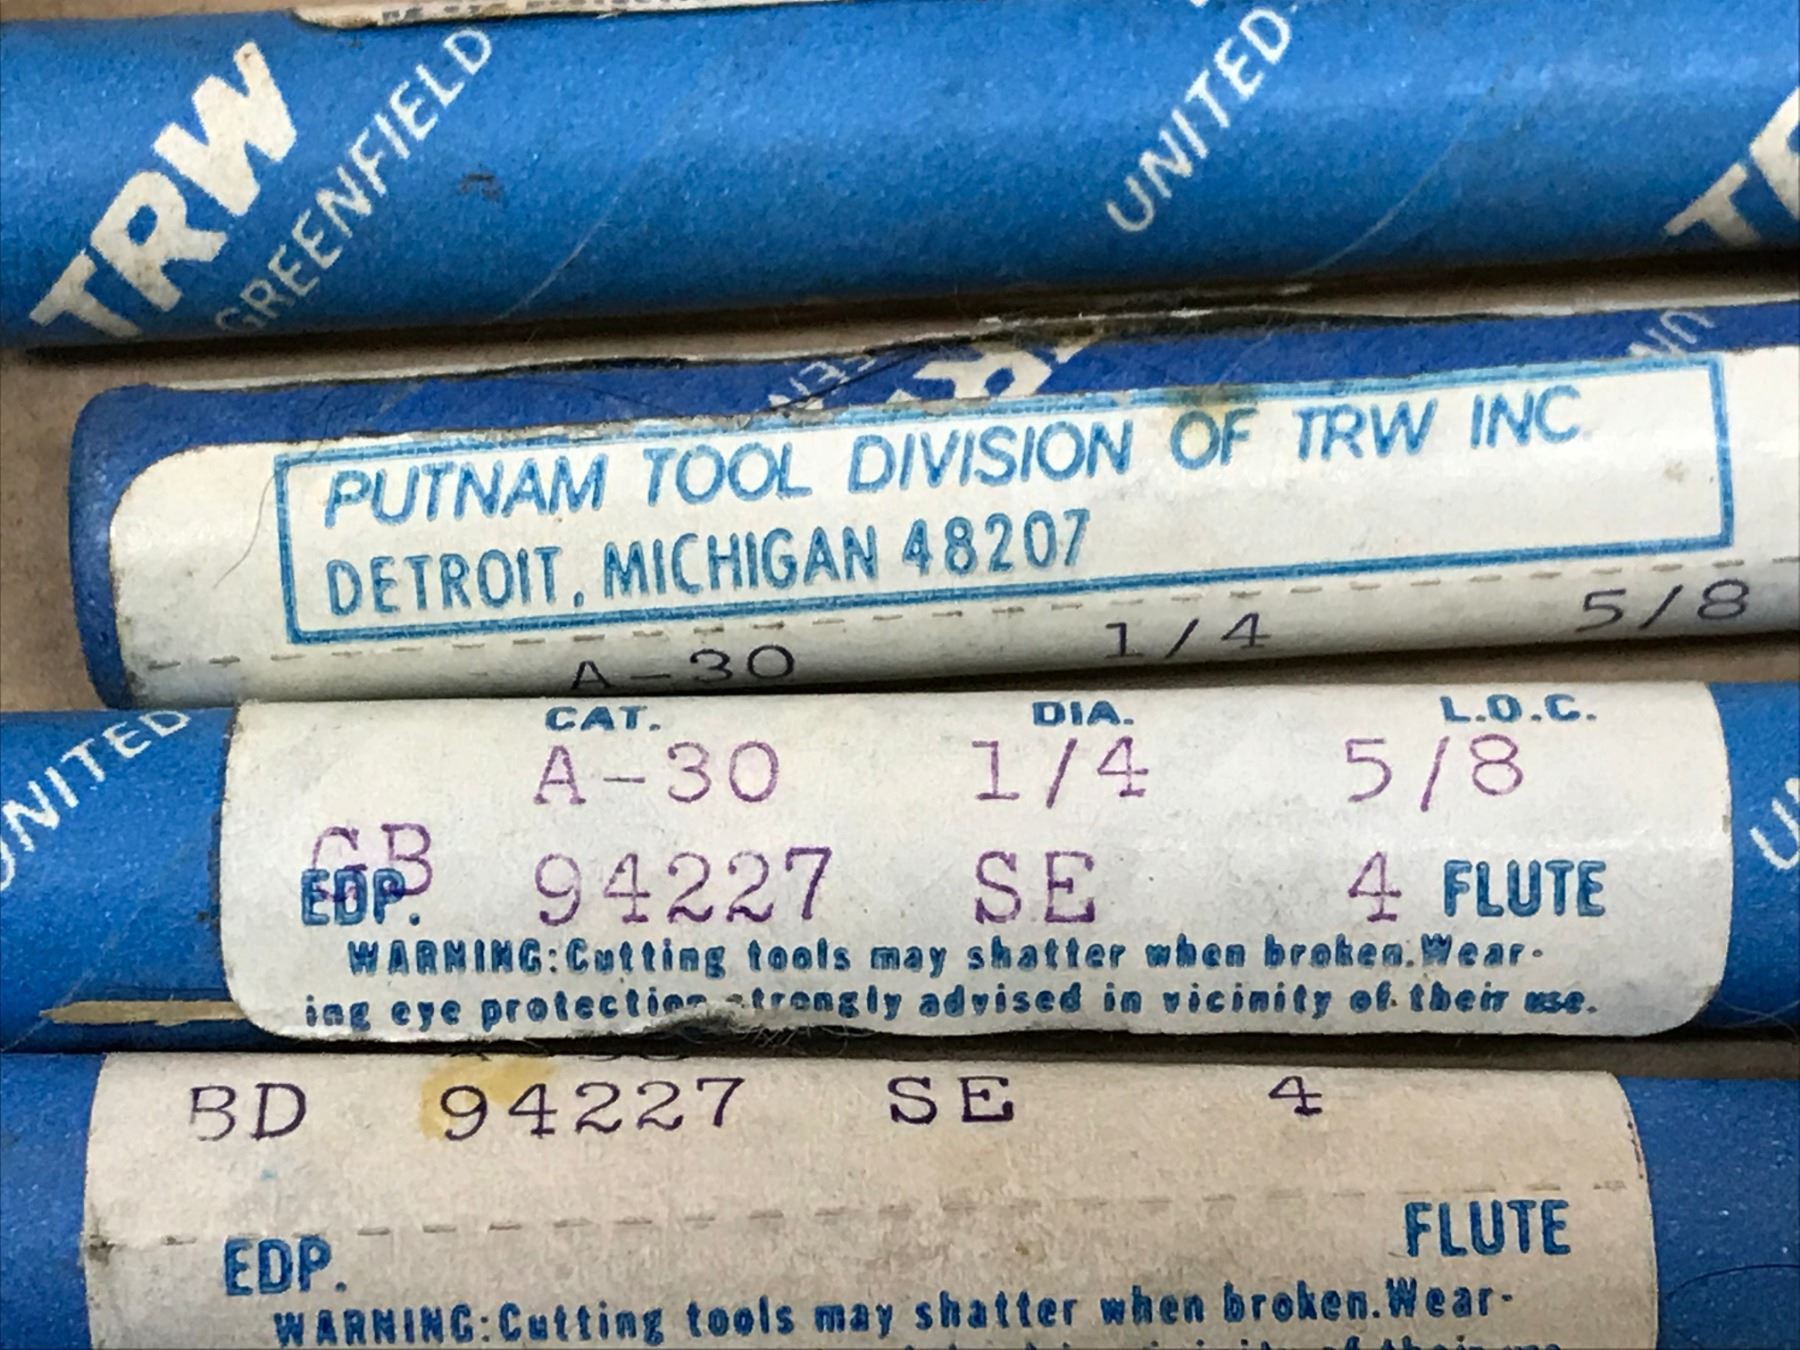 TRW
GREENFIELD
UNITED
PUTNAM TOOL DIVISION OF TRW INC
DETROIT, MICHIGAN 48207
A-30 1/4 5/8
UNITED
CAT. DIA. L.O.C.
A-30 1/4 5/8
GB 94227 SE 4 FLUTE
EDP.
WARNING:Cutting tools may shatter when broken.Wear-
ing eye protection strongly advised in vicinity of their use.
BD 94227 SE 4
FLUTE
EDP.
WARNING:Cutting tools may shatter when broken.Wear-